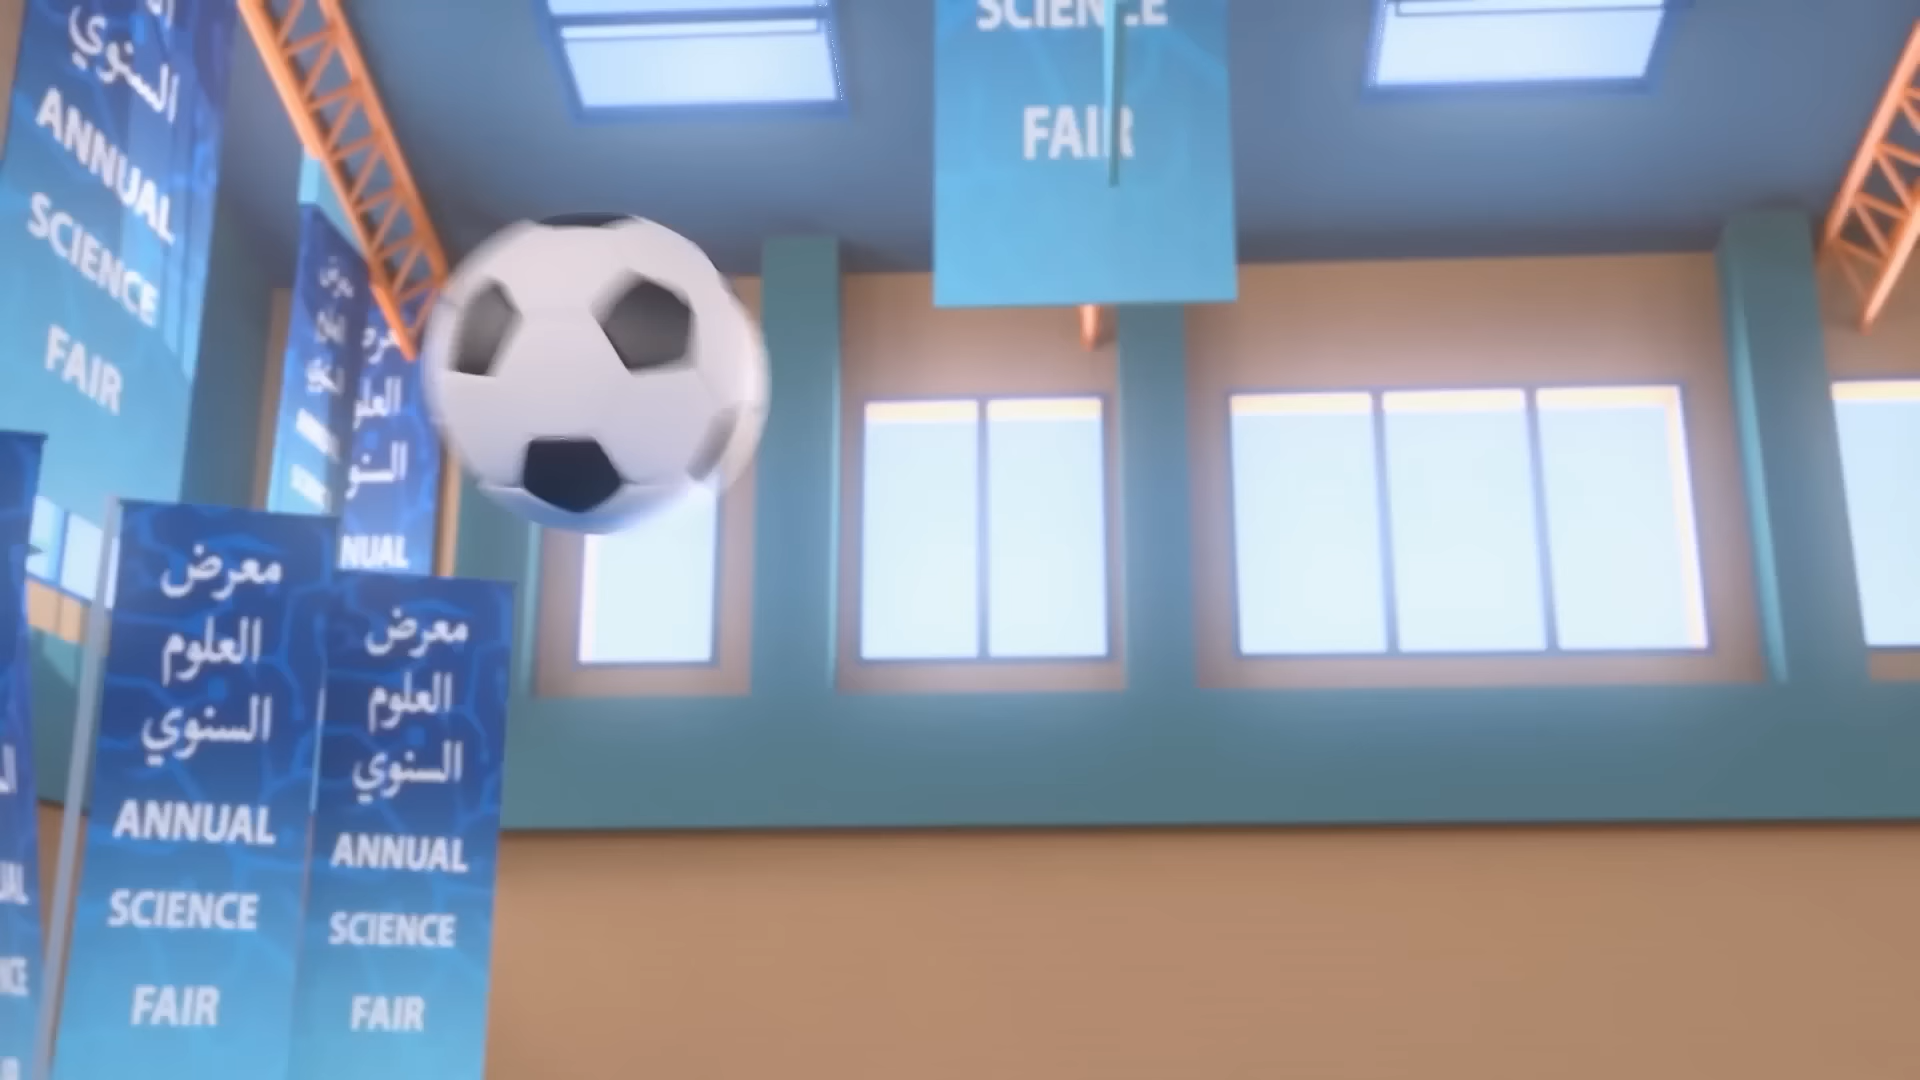 السنوي
ANNUAL
SCIENCE
FAIR
SCIENCE
FAIR
معرض
العلوم
السنوي
ANNUAL
SCIENCE
FAIR
معرض
العلوم
السنوي
ANNUAL
SCIENCE
FAIR